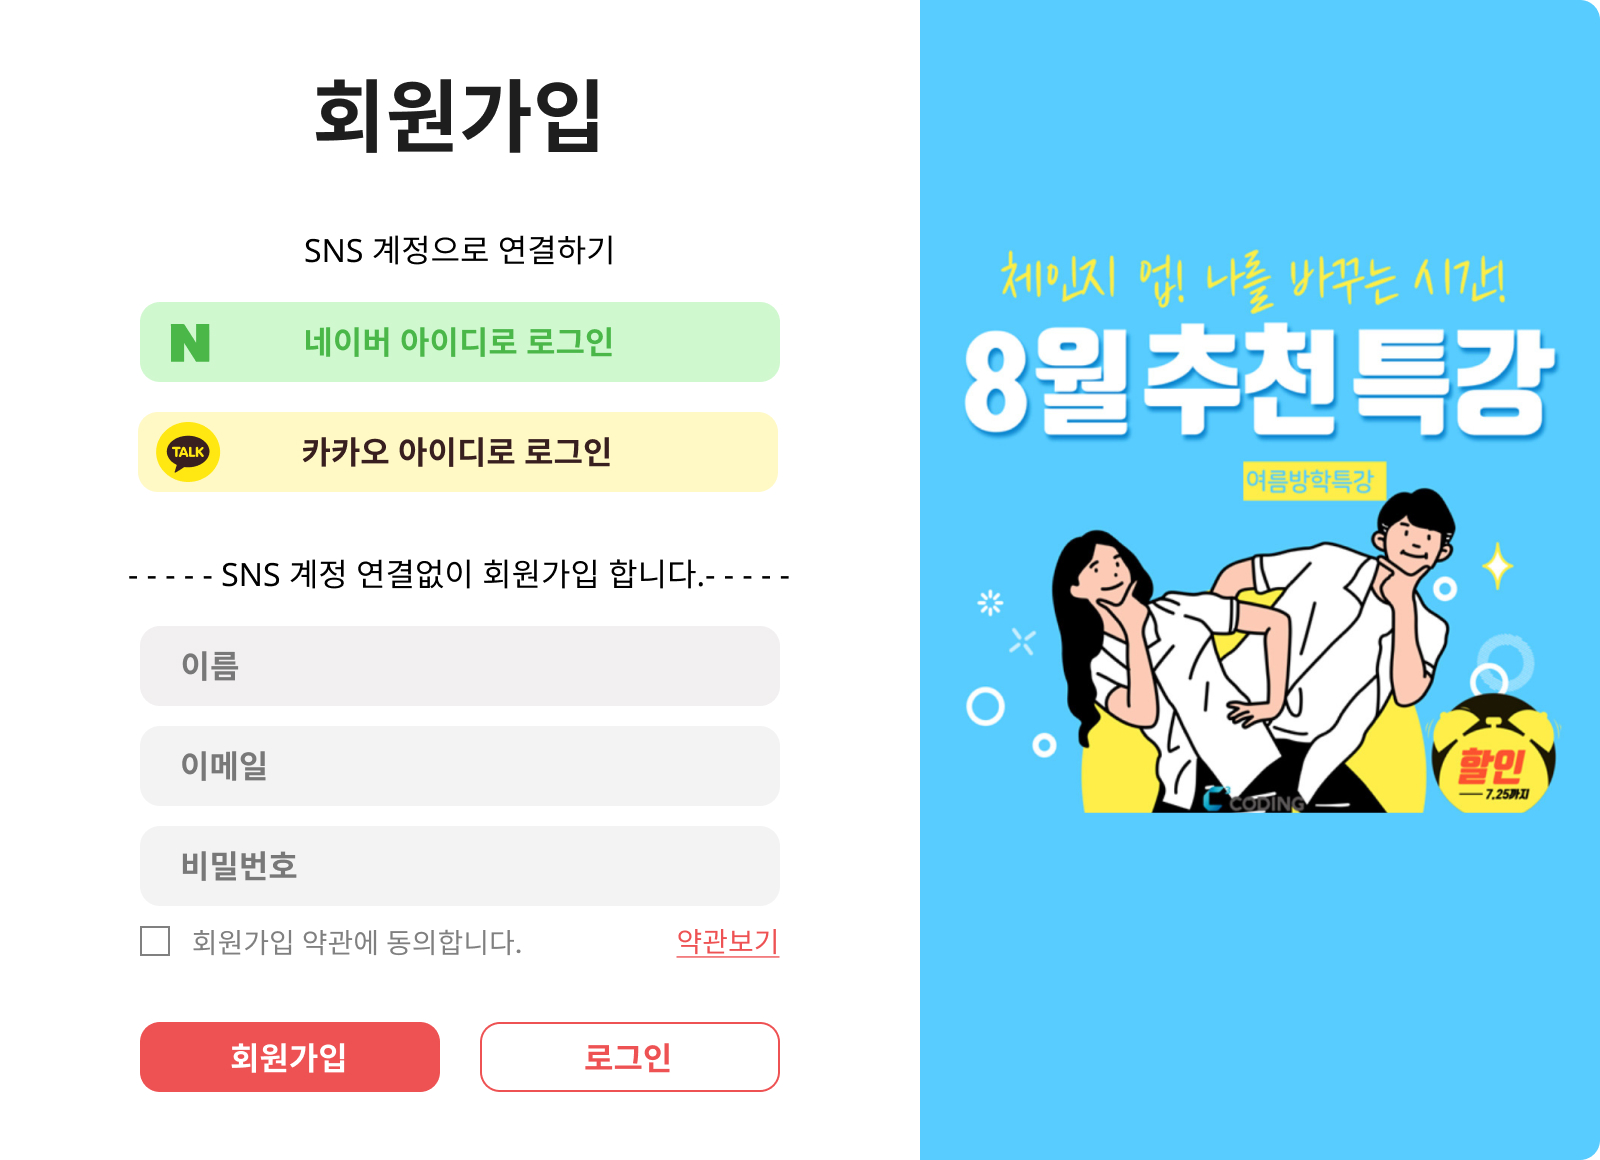 회원가입
SNS 계정으로 연결하기
N 네이버 아이디로 로그인
TALK 카카오 아이디로 로그인
- - - - - SNS 계정 연결없이 회원가입 합니다.- - - - -
이름
이메일
비밀번호
회원가입 약관에 동의합니다. 약관보기
회원가입 로그인
체인지 업! 나를 바꾸는 시간!
8월 추천 특강
여름방학특강
할인
7.25까지
CODING